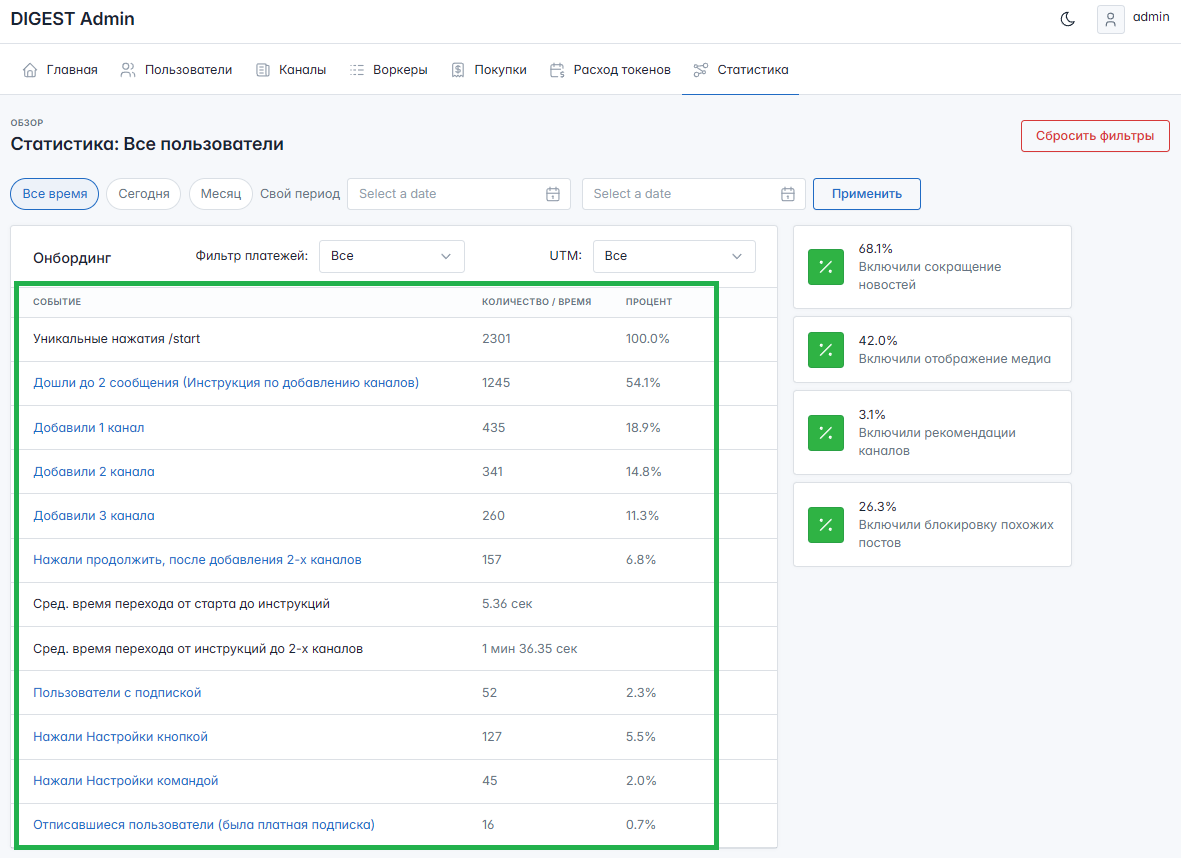 DIGEST Admin
admin
Главная Пользователи Каналы Воркеры Покупки Расход токенов Статистика
ОБЗОР
Статистика: Все пользователи
Сбросить фильтры
Все время Сегодня Месяц Свой период Select a date Select a date Применить
Онбординг Фильтр платежей: Все UTM: Все
СОБЫТИЕ КОЛИЧЕСТВО / ВРЕМЯ ПРОЦЕНТ
Уникальные нажатия /start 2301 100.0%
Дошли до 2 сообщения (Инструкция по добавлению каналов) 1245 54.1%
Добавили 1 канал 435 18.9%
Добавили 2 канала 341 14.8%
Добавили 3 канала 260 11.3%
Нажали продолжить, после добавления 2-х каналов 157 6.8%
Сред. время перехода от старта до инструкций 5.36 сек
Сред. время перехода от инструкций до 2-х каналов 1 мин 36.35 сек
Пользователи с подпиской 52 2.3%
Нажали Настройки кнопкой 127 5.5%
Нажали Настройки командой 45 2.0%
Отписавшиеся пользователи (была платная подписка) 16 0.7%
68.1%
Включили сокращение
новостей
42.0%
Включили отображение медиа
3.1%
Включили рекомендации
каналов
26.3%
Включили блокировку похожих
постов